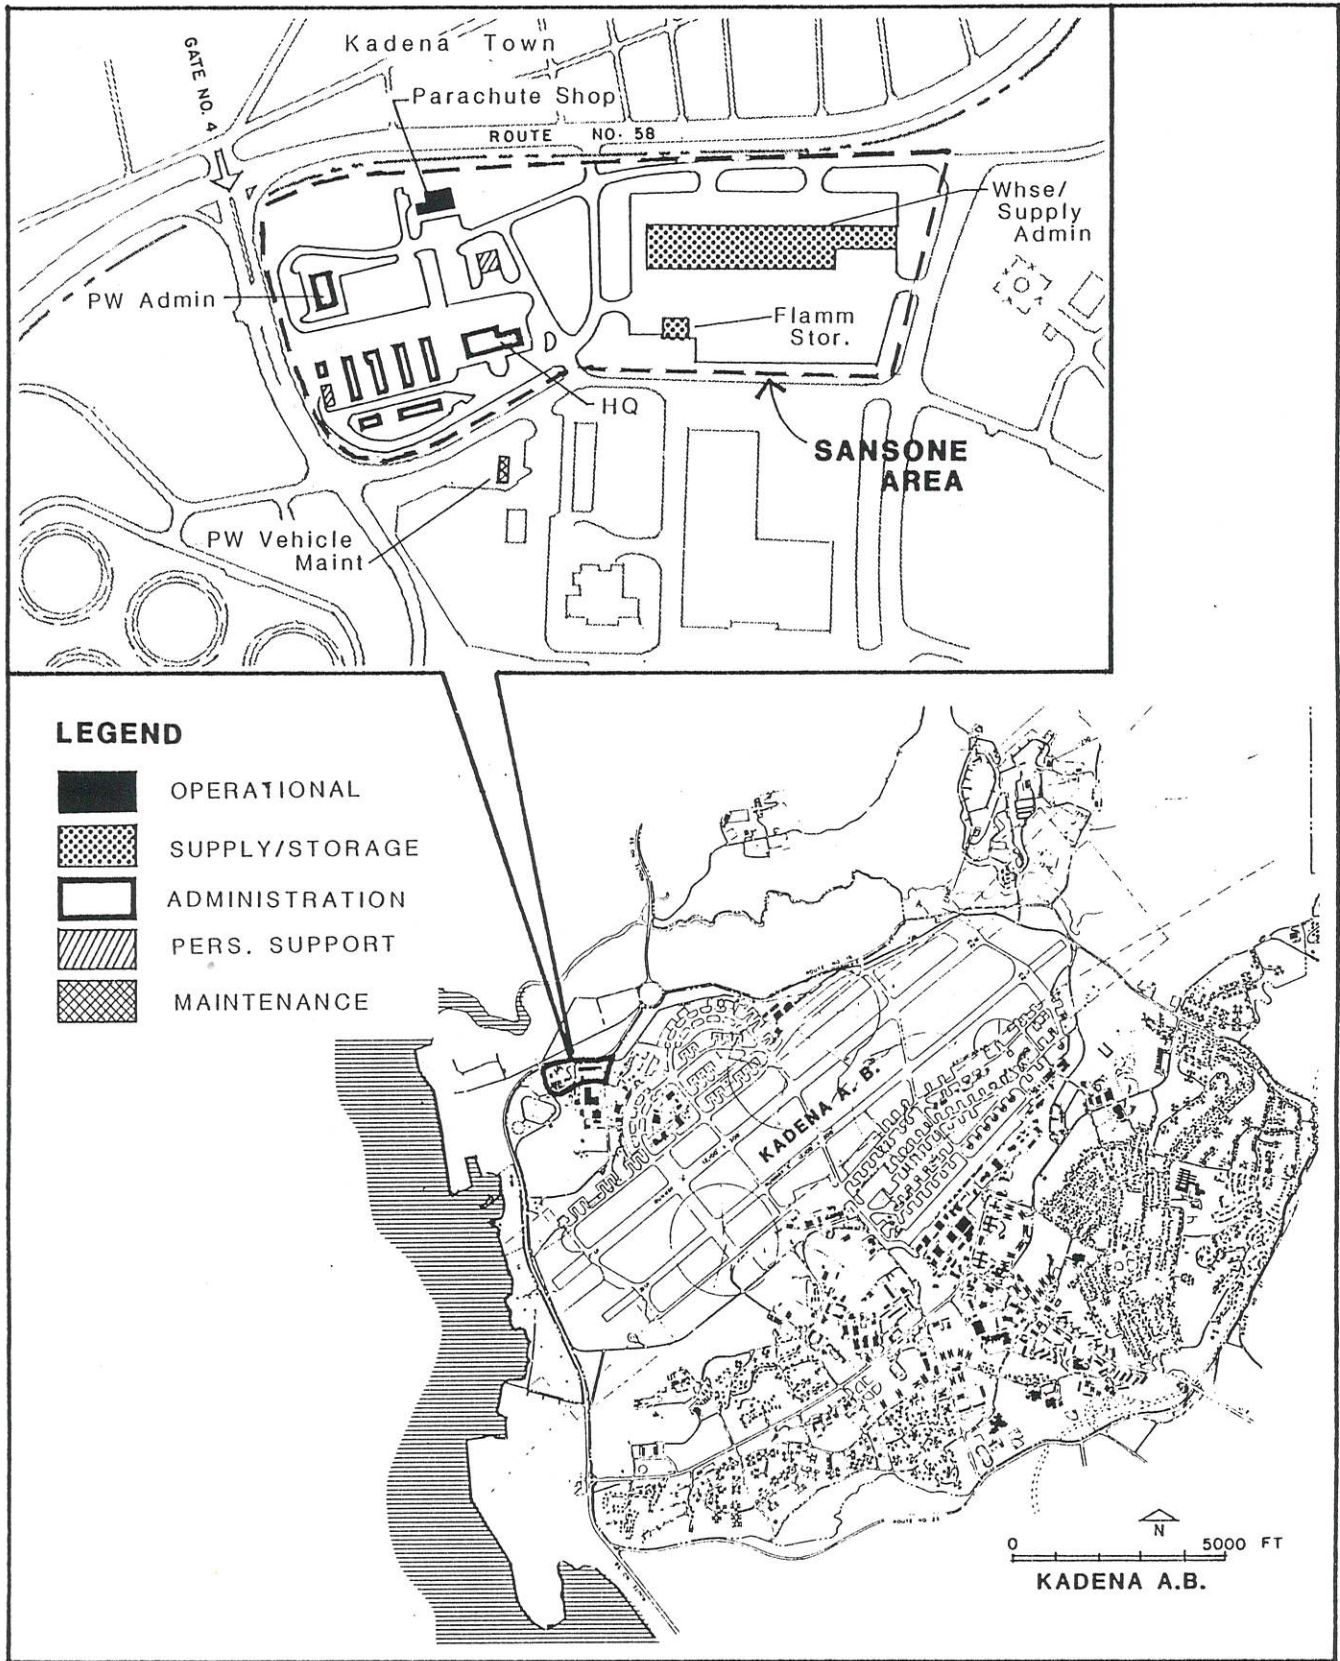 Kadena Town
GATE NO. 4
Parachute Shop
ROUTE NO. 58
Whse/
Supply
Admin
PW Admin
Flamm
Stor.
HQ
SANSONE
AREA
PW Vehicle
Maint
LEGEND
OPERATIONAL
SUPPLY/STORAGE
ADMINISTRATION
PERS. SUPPORT
MAINTENANCE
KADENA A. B.
N
0 5000 FT
KADENA A.B.